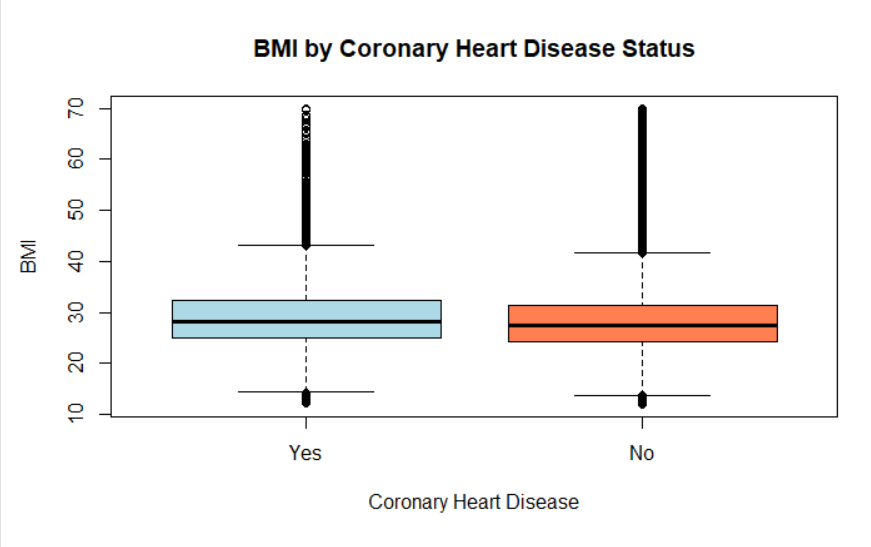 BMI by Coronary Heart Disease Status
70
60
50
40
30
20
10
BMI
Yes
No
Coronary Heart Disease